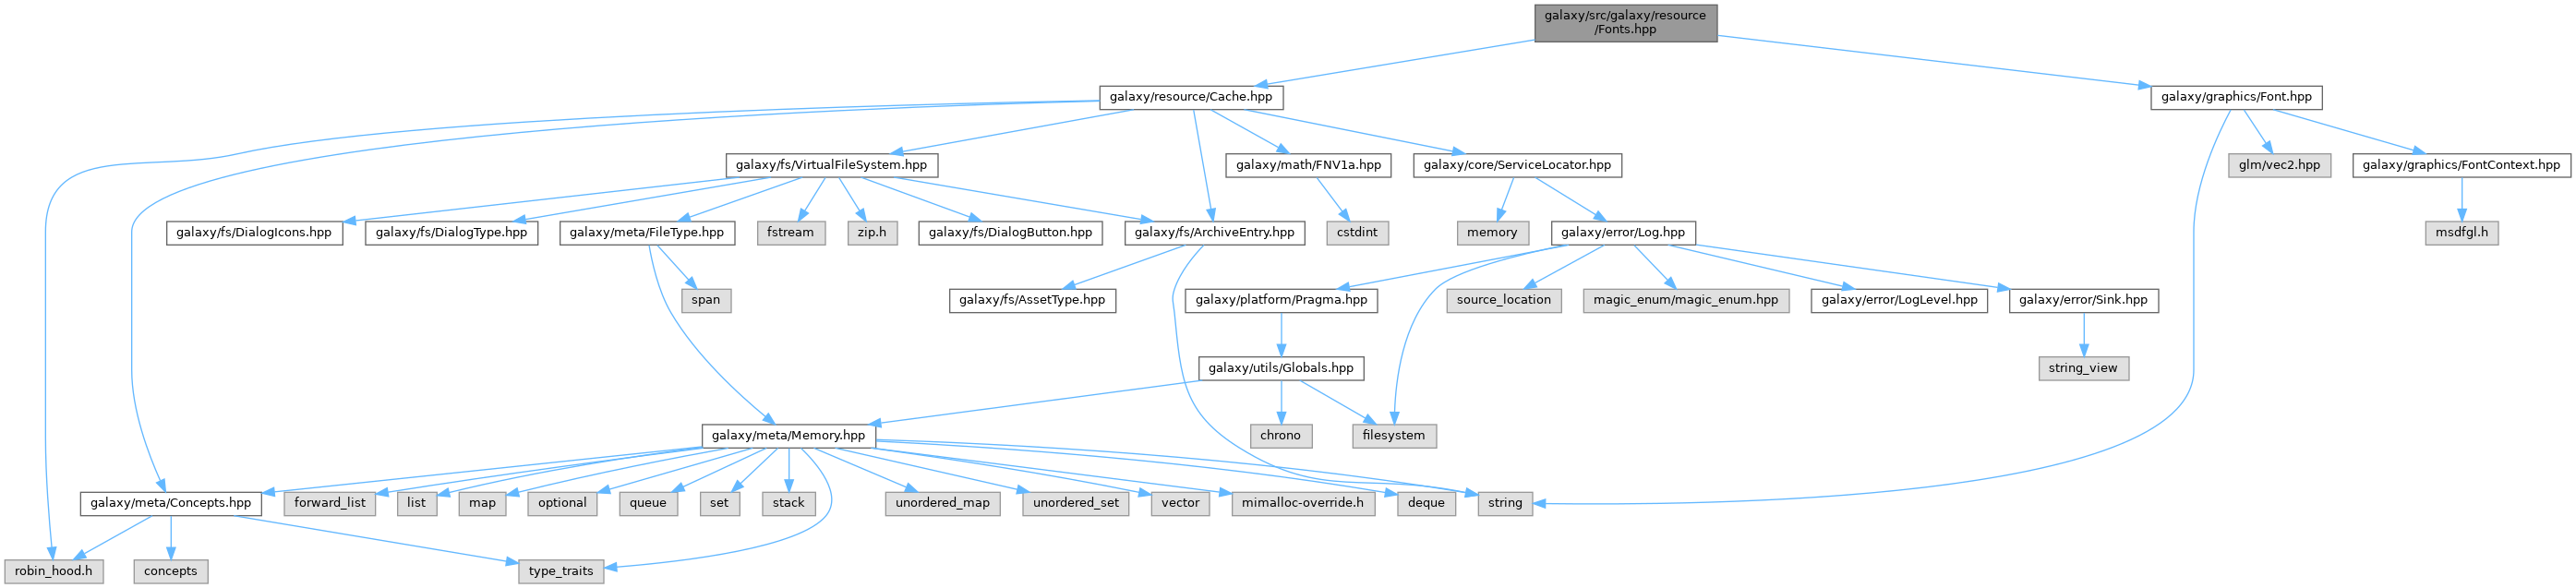 galaxy/src/galaxy/resource
/Fonts.hpp
galaxy/resource/Cache.hpp
galaxy/graphics/Font.hpp
galaxy/fs/VirtualFileSystem.hpp
galaxy/math/FNV1a.hpp
galaxy/core/ServiceLocator.hpp
glm/vec2.hpp
galaxy/graphics/FontContext.hpp
galaxy/fs/DialogIcons.hpp
galaxy/fs/DialogType.hpp
galaxy/meta/FileType.hpp
fstream
zip.h
galaxy/fs/DialogButton.hpp
galaxy/fs/ArchiveEntry.hpp
cstdint
memory
galaxy/error/Log.hpp
msdfgl.h
span
galaxy/fs/AssetType.hpp
galaxy/platform/Pragma.hpp
source_location
magic_enum/magic_enum.hpp
galaxy/error/LogLevel.hpp
galaxy/error/Sink.hpp
galaxy/utils/Globals.hpp
string_view
galaxy/meta/Memory.hpp
chrono
filesystem
galaxy/meta/Concepts.hpp
forward_list
list
map
optional
queue
set
stack
unordered_map
unordered_set
vector
mimalloc-override.h
deque
string
robin_hood.h
concepts
type_traits